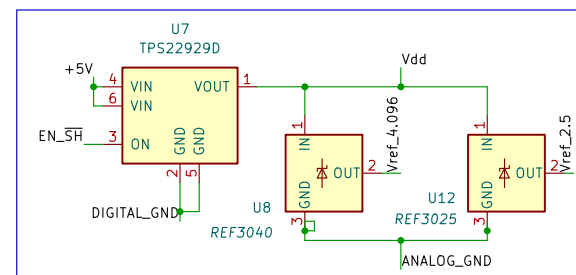 U7
TPS22929D
+5V
4 VIN
6 VIN
VOUT 1
EN_SH
3 ON
GND
GND
2
5
DIGITAL_GND
Vdd
1
IN
OUT 2
GND
3
Vref_4.096
U8
REF3040
1
IN
OUT 2
GND
3
Vref_2.5
U12
REF3025
ANALOG_GND